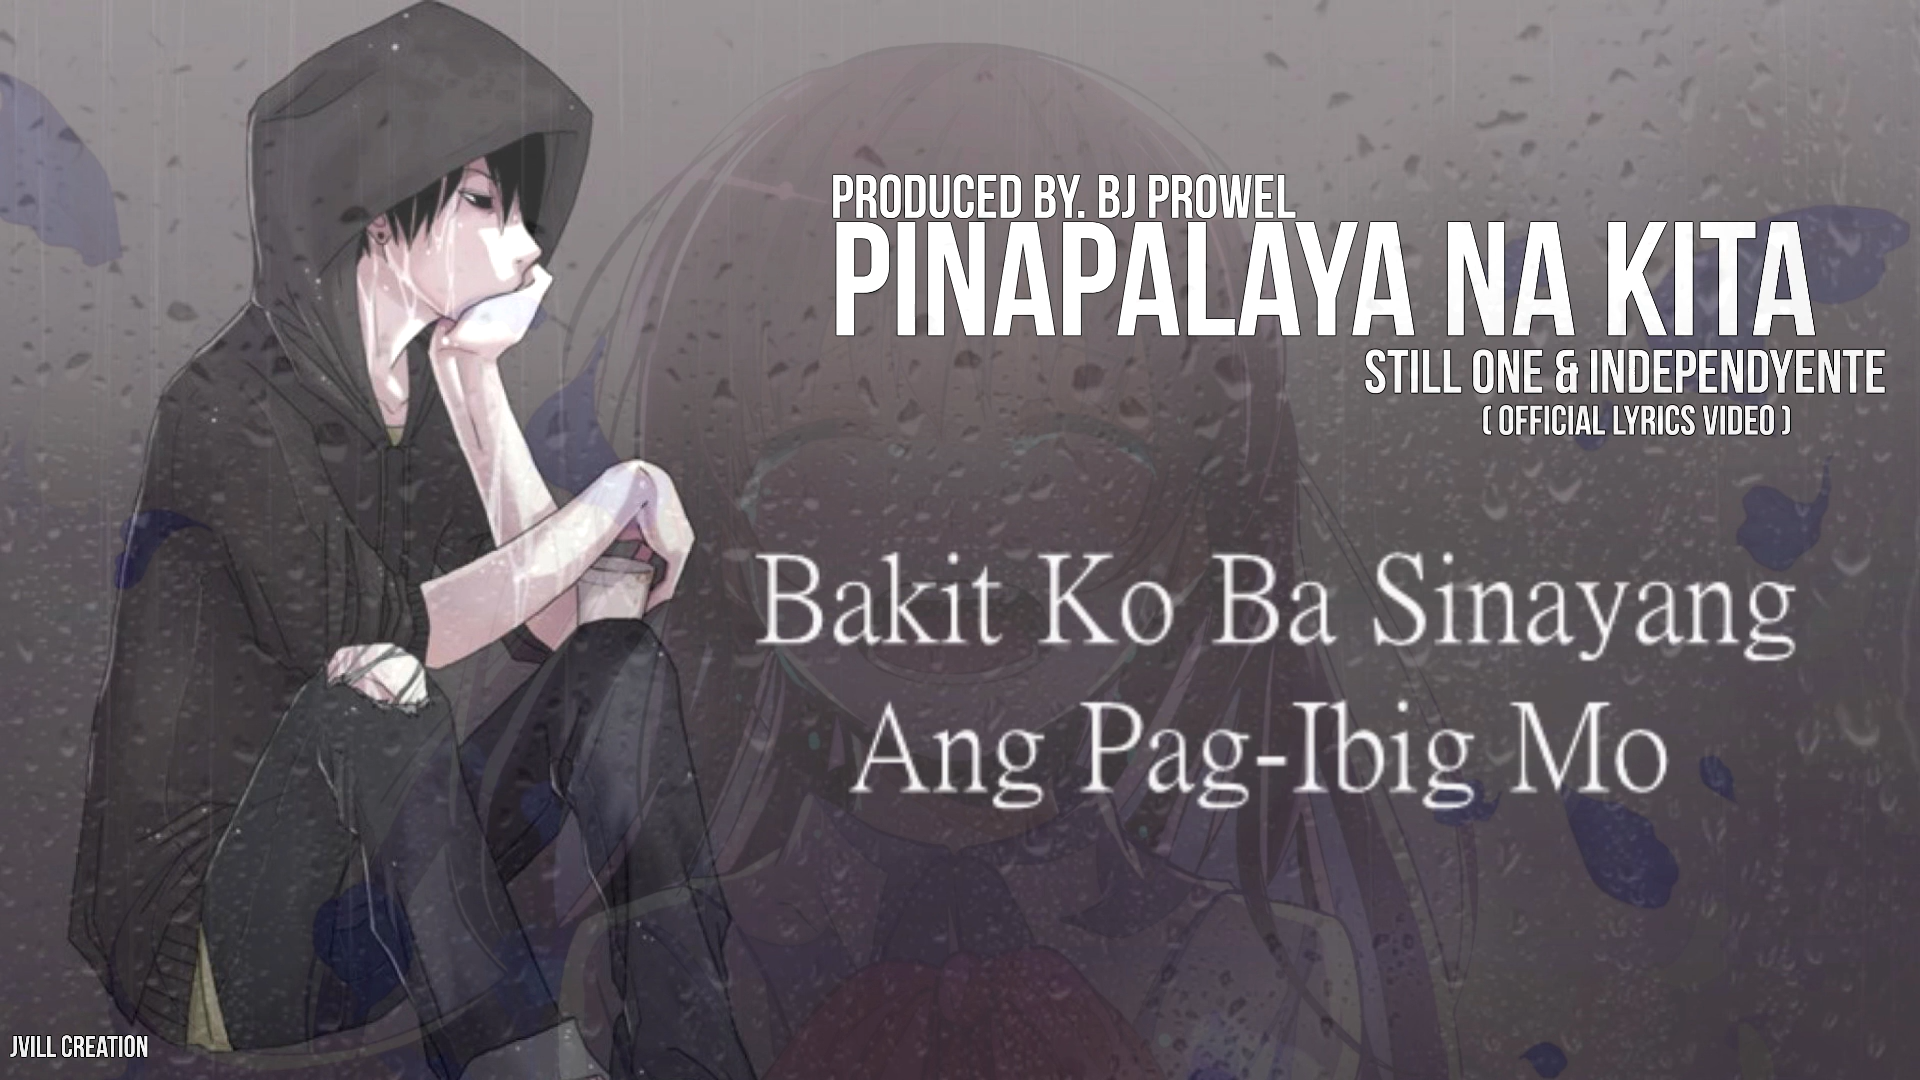 PRODUCED BY. BJ PROWEL
PINAPALAYA NA KITA
STILL ONE & INDEPENDYENTE
( OFFICIAL LYRICS VIDEO )
Bakit Ko Ba Sinayang
Ang Pag-Ibig Mo
JVILL CREATION